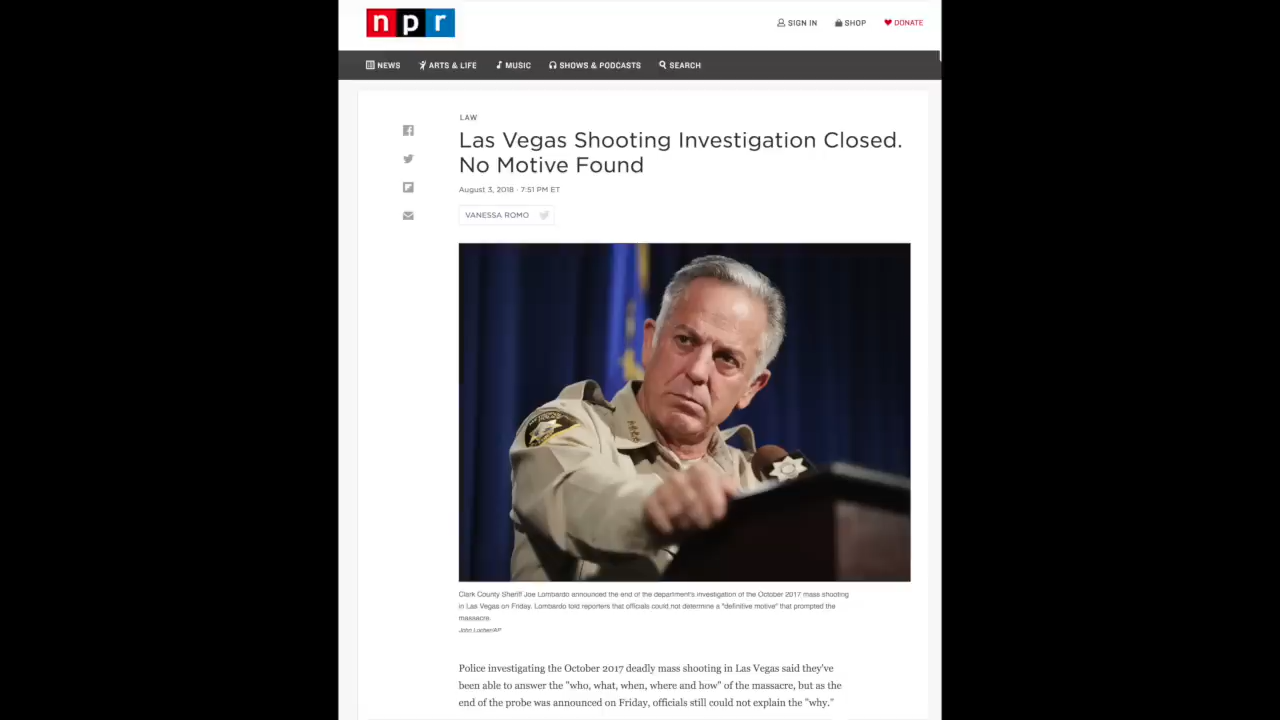 npr
SIGN IN SHOP DONATE
NEWS ARTS & LIFE MUSIC SHOWS & PODCASTS SEARCH
LAW
Las Vegas Shooting Investigation Closed.
No Motive Found
August 3, 2018 · 7:51 PM ET
VANESSA ROMO
Clark County Sheriff Joe Lombardo announced the end of the department's investigation of the October 2017 mass shooting
in Las Vegas on Friday. Lombardo told reporters that officials could not determine a "definitive motive" that prompted the
massacre.
John Locher/AP
Police investigating the October 2017 deadly mass shooting in Las Vegas said they've
been able to answer the "who, what, when, where and how" of the massacre, but as the
end of the probe was announced on Friday, officials still could not explain the "why."